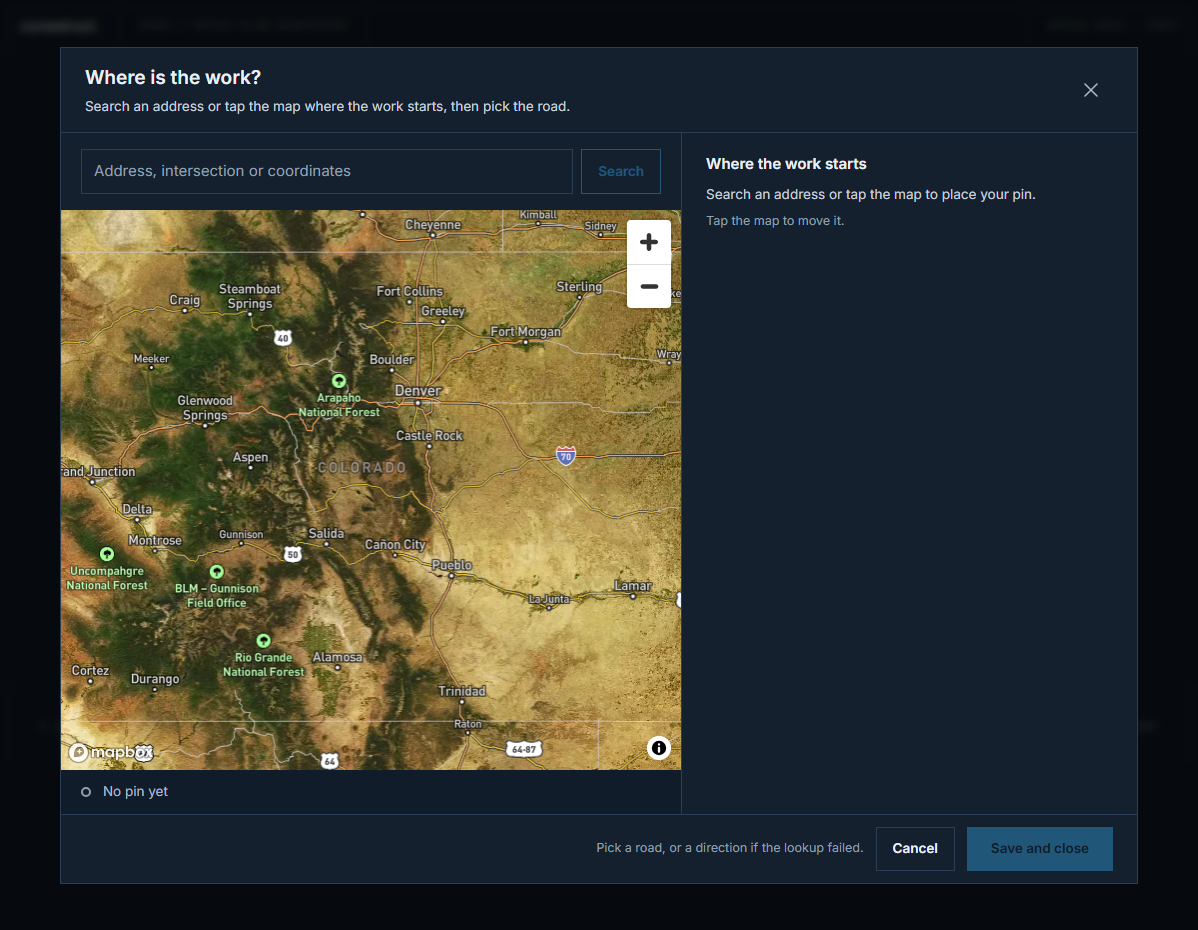 Where is the work?
Search an address or tap the map where the work starts, then pick the road.
Address, intersection or coordinates
Search
Where the work starts
Search an address or tap the map to place your pin.
Tap the map to move it.
Kimball
Cheyenne
Sidney
Steamboat
Springs
Craig
Fort Collins
Sterling
Greeley
Fort Morgan
40
Meeker
Boulder
Wray
Arapaho
National Forest
Denver
Glenwood
Springs
Castle Rock
Aspen
COLORADO
70
and Junction
Delta
Montrose
Gunnison
Salida
50
Cañon City
Uncompahgre
National Forest
BLM – Gunnison
Field Office
Pueblo
Lamar
La Junta
Rio Grande
National Forest
Alamosa
Cortez
Durango
Trinidad
Raton
64-87
64
mapbox
No pin yet
Pick a road, or a direction if the lookup failed.
Cancel
Save and close